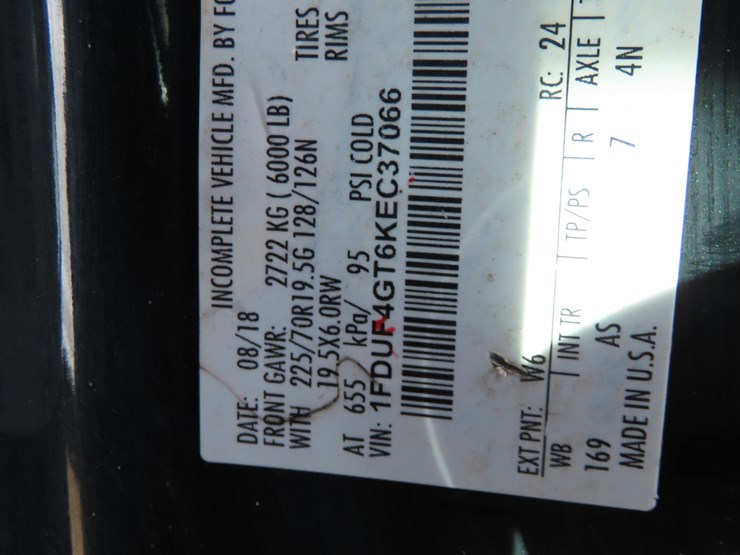 INCOMPLETE VEHICLE MFD. BY FO
DATE: 08/18
FRONT GAWR: 2722 KG ( 6000 LB)
WITH 225/70R19.5G 128/126N TIRES
19.5X6.0RW RIMS
AT 655 kPa/ 95 PSI COLD
VIN: 1FDUF4GT6KEC37066
EXT PNT: W6 RC: 24
WB INT TR TP/PS R AXLE
169 AS 7 4N
MADE IN U.S.A.